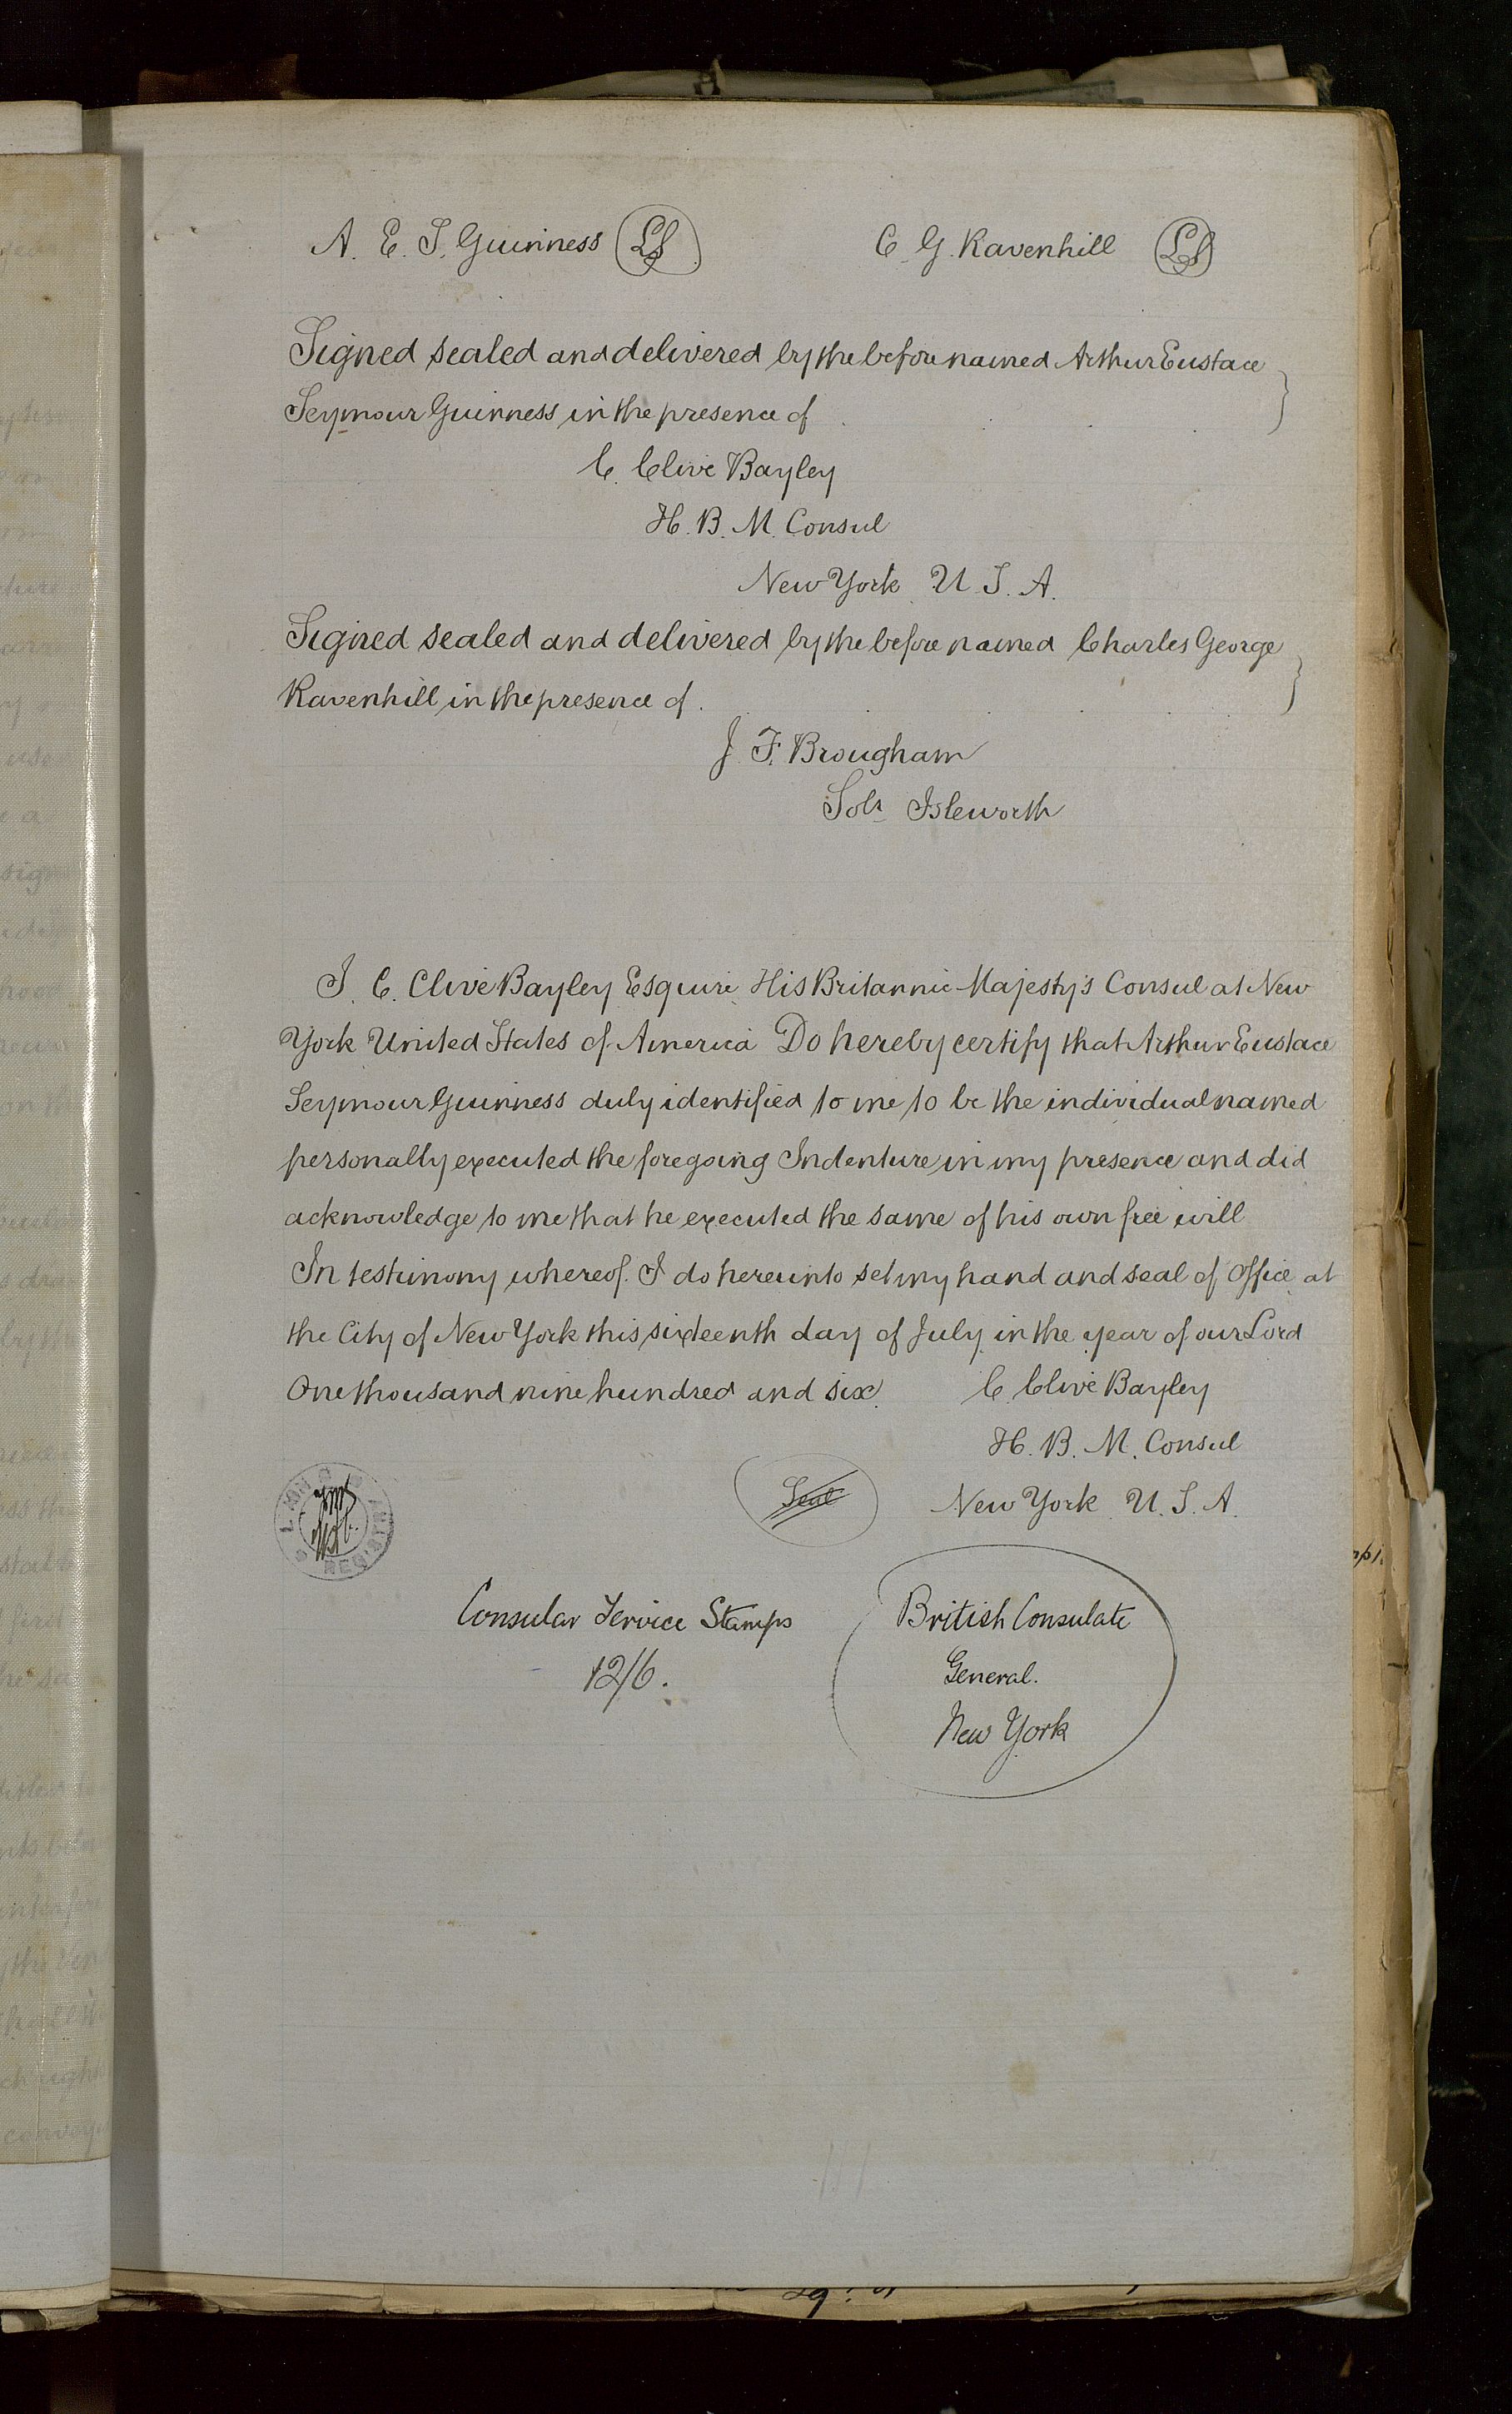 A. E. S. Guinness LS C. G. Ravenhill LS
Signed sealed and delivered by the before named Arthur Eustace
Seymour Guinness in the presence of
C. Clive Bayley
H. B. M. Consul
New York U. S. A.
Signed sealed and delivered by the before named Charles George
Ravenhill in the presence of
J. F. Brougham
Solr Isleworth
I. C. Clive Bayley Esquire His Britannic Majesty's Consul at New
York United States of America Do hereby certify that Arthur Eustace
Seymour Guinness duly identified to me to be the individual named
personally executed the foregoing Indenture in my presence and did
acknowledge to me that he executed the same of his own free will
In testimony whereof I do hereunto set my hand and seal of Office at
the City of New York this sixteenth day of July in the year of our Lord
One thousand nine hundred and six. C. Clive Bayley
H. B. M. Consul
Seal New York U. S. A.
Consular Service Stamps
12/6.
British Consulate
General.
New York